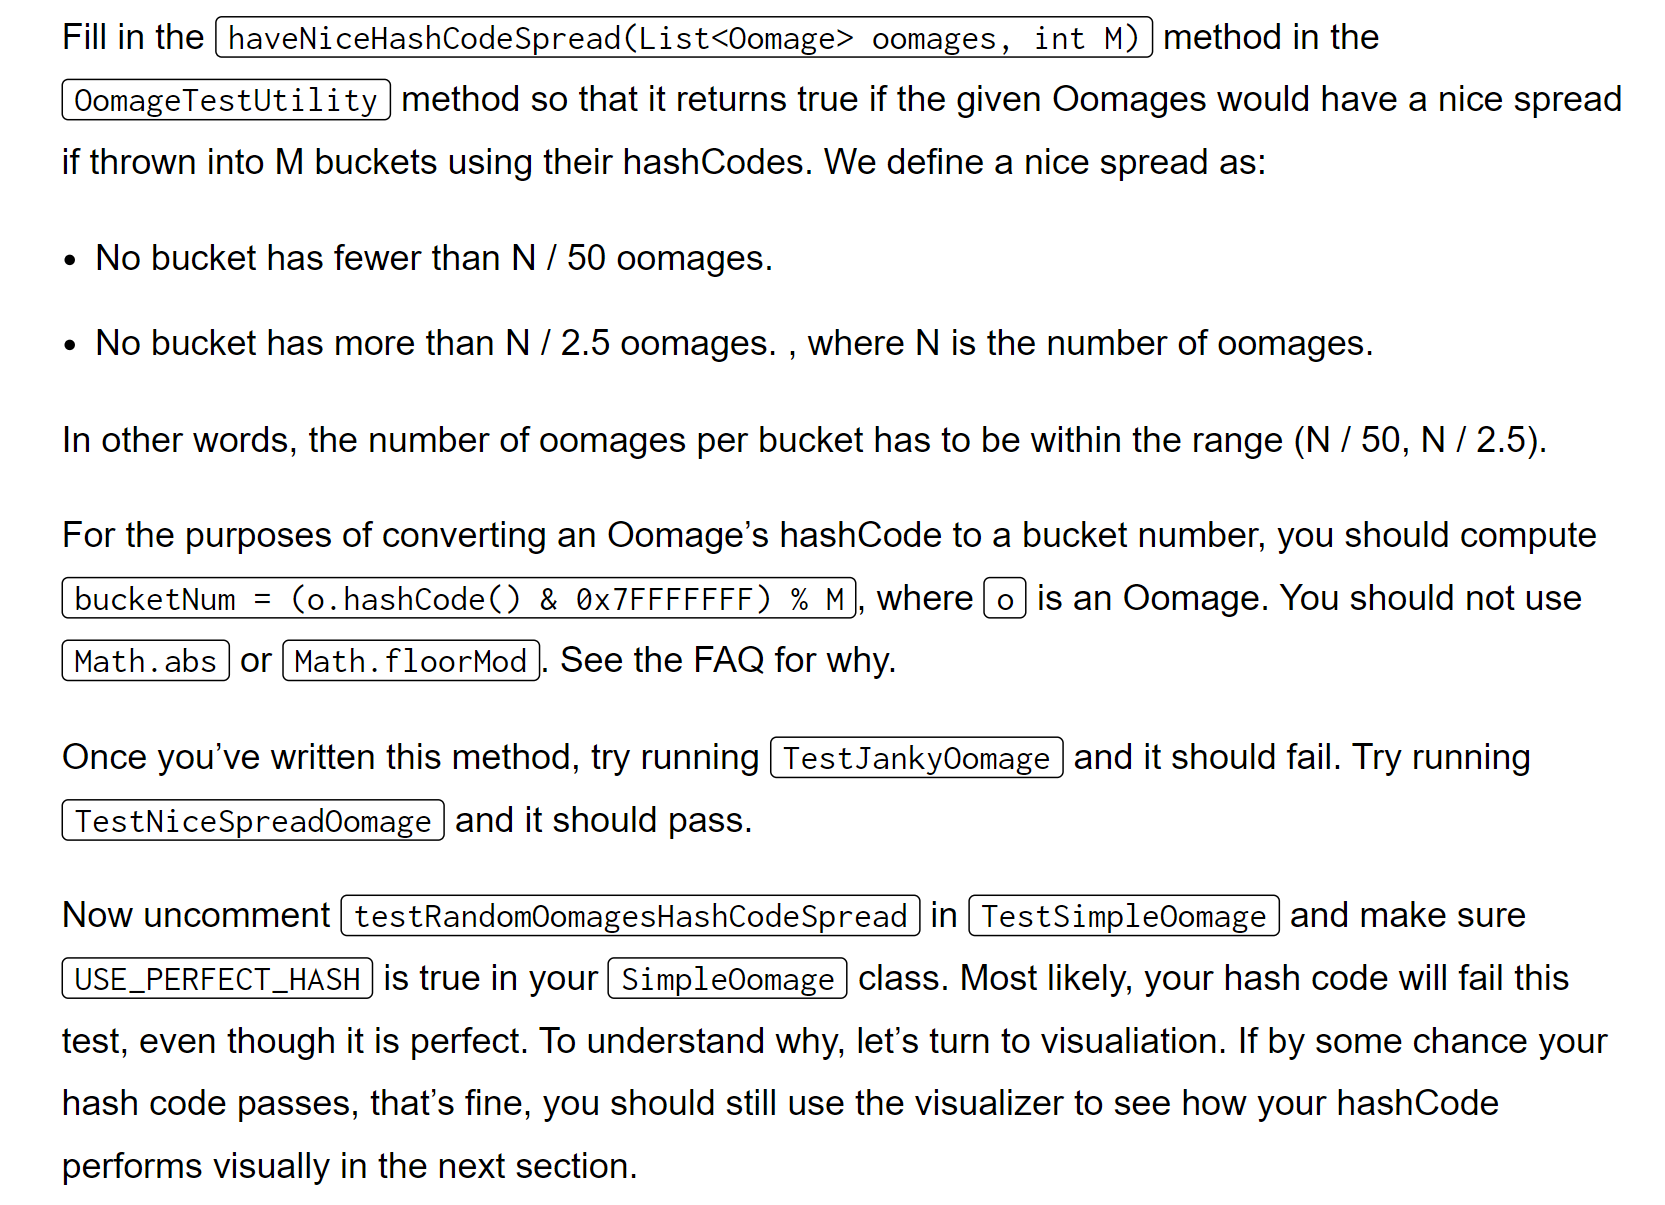 Fill in the haveNiceHashCodeSpread(List<Oomage> oomages, int M) method in the
OomageTestUtility method so that it returns true if the given Oomages would have a nice spread
if thrown into M buckets using their hashCodes. We define a nice spread as:
• No bucket has fewer than N / 50 oomages.
• No bucket has more than N / 2.5 oomages. , where N is the number of oomages.
In other words, the number of oomages per bucket has to be within the range (N / 50, N / 2.5).
For the purposes of converting an Oomage’s hashCode to a bucket number, you should compute
bucketNum = (o.hashCode() & 0x7FFFFFFF) % M, where o is an Oomage. You should not use
Math.abs or Math.floorMod. See the FAQ for why.
Once you’ve written this method, try running TestJankyOomage and it should fail. Try running
TestNiceSpreadOomage and it should pass.
Now uncomment testRandomOomagesHashCodeSpread in TestSimpleOomage and make sure
USE_PERFECT_HASH is true in your SimpleOomage class. Most likely, your hash code will fail this
test, even though it is perfect. To understand why, let’s turn to visualiation. If by some chance your
hash code passes, that’s fine, you should still use the visualizer to see how your hashCode
performs visually in the next section.